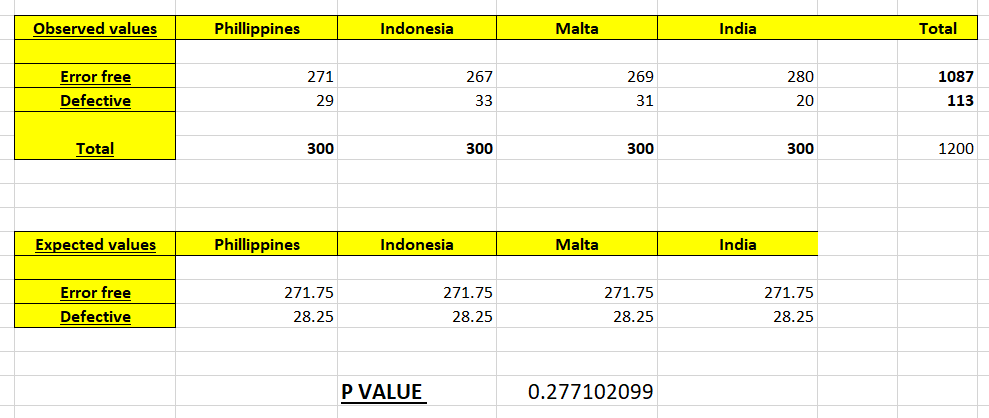 Observed values Phillippines Indonesia Malta India Total
Error free 271 267 269 280 1087
Defective 29 33 31 20 113
Total 300 300 300 300 1200
Expected values Phillippines Indonesia Malta India
Error free 271.75 271.75 271.75 271.75
Defective 28.25 28.25 28.25 28.25
P VALUE 0.277102099